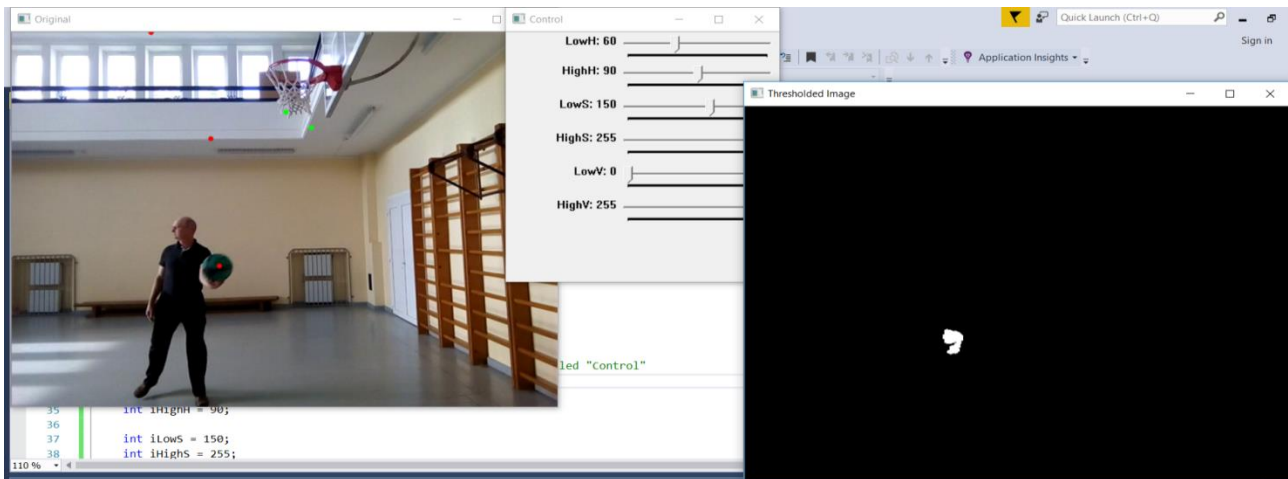 Original
Control
Quick Launch (Ctrl+Q)
Sign in
Application Insights
LowH: 60
HighH: 90
LowS: 150
HighS: 255
LowV: 0
HighV: 255
Thresholded Image
led "Control"
35 int iHighH = 90;
36
37 int iLowS = 150;
38 int iHighS = 255;
110 %